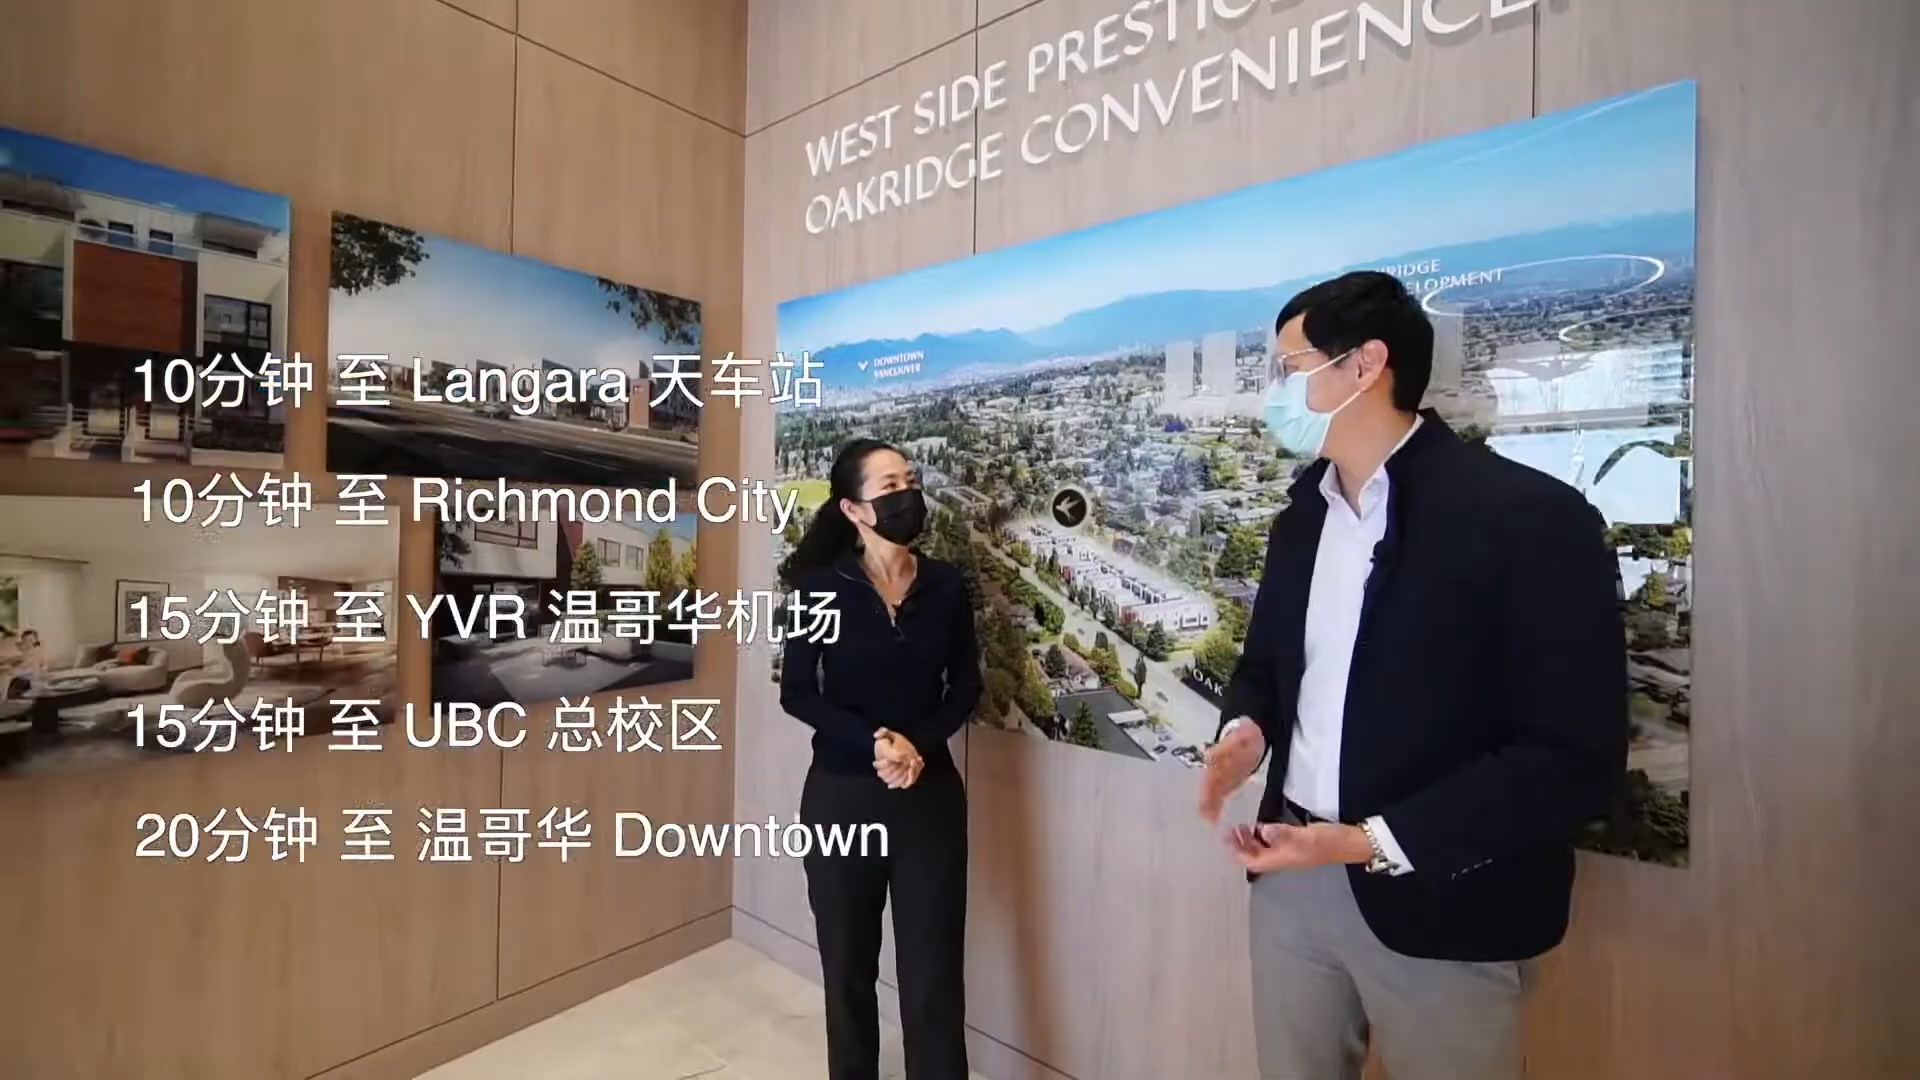 WEST SIDE
OAKRIDGE CONVENIENCE
DOWNTOWN
VANCOUVER
10分钟 至 Langara 天车站
10分钟 至 Richmond City
15分钟 至 YVR 温哥华机场
15分钟 至 UBC 总校区
20分钟 至 温哥华 Downtown